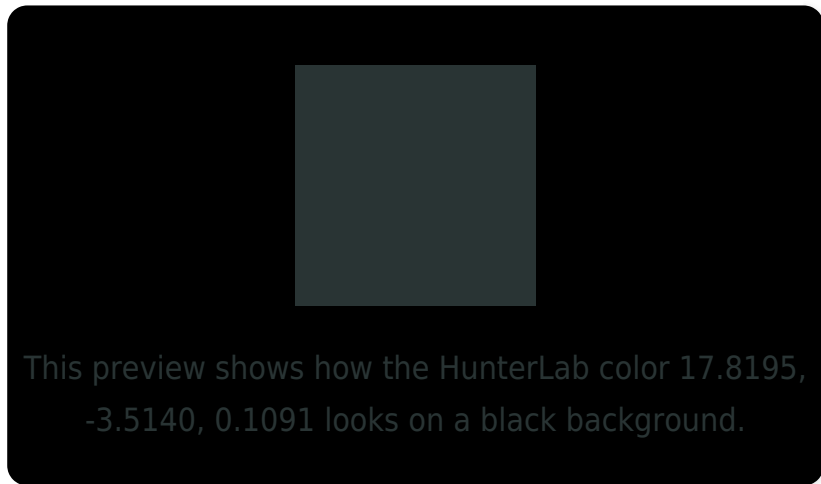 This preview shows how the HunterLab color 17.8195,
-3.5140, 0.1091 looks on a black background.